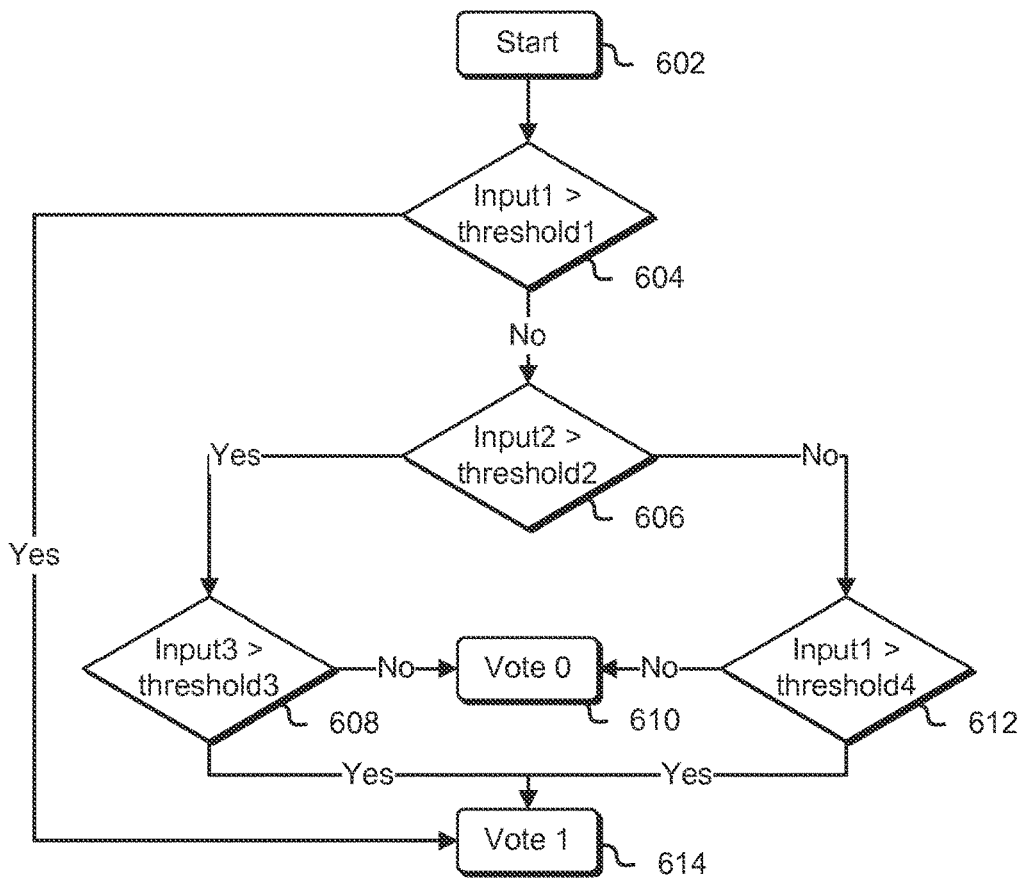 Start
602
Input1 >
threshold1
604
No
Input2 >
threshold2
606
Yes
No
Yes
Input3 >
threshold3
608
No
Vote 0
610
No
Input1 >
threshold4
612
Yes
Yes
Vote 1
614